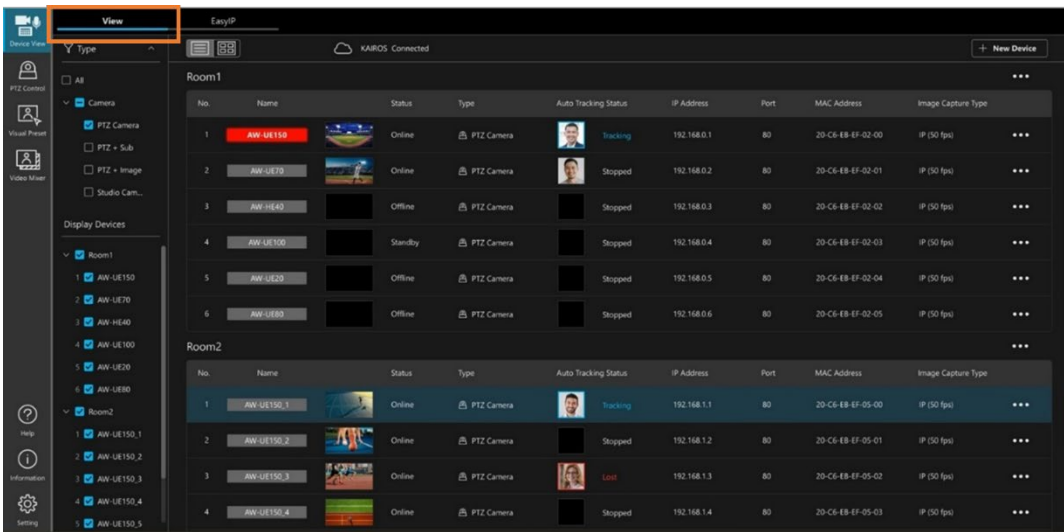 View
EasyIP
Device View
PTZ Control
Visual Preset
Video Mixer
Help
Information
Setting
Type
All
Camera
PTZ Camera
PTZ + Sub
PTZ + Image
Studio Cam...
Display Devices
Room1
1 AW-UE150
2 AW-UE70
3 AW-HE40
4 AW-UE100
5 AW-UE20
6 AW-UE80
Room2
1 AW-UE150_1
2 AW-UE150_2
3 AW-UE150_3
4 AW-UE150_4
5 AW-UE150_5
KAIROS Connected
+ New Device
Room1
No. Name Status Type Auto Tracking Status IP Address Port MAC Address Image Capture Type
1 AW-UE150 Online PTZ Camera Tracking 192.168.0.1 80 20-C6-EB-EF-02-00 IP (50 fps)
2 AW-UE70 Online PTZ Camera Stopped 192.168.0.2 80 20-C6-EB-EF-02-01 IP (50 fps)
3 AW-HE40 Offline PTZ Camera Stopped 192.168.0.3 80 20-C6-EB-EF-02-02 IP (50 fps)
4 AW-UE100 Standby PTZ Camera Stopped 192.168.0.4 80 20-C6-EB-EF-02-03 IP (50 fps)
5 AW-UE20 Offline PTZ Camera Stopped 192.168.0.5 80 20-C6-EB-EF-02-04 IP (50 fps)
6 AW-UE80 Offline PTZ Camera Stopped 192.168.0.6 80 20-C6-EB-EF-02-05 IP (50 fps)
Room2
No. Name Status Type Auto Tracking Status IP Address Port MAC Address Image Capture Type
1 AW-UE150_1 Online PTZ Camera Tracking 192.168.1.1 80 20-C6-EB-EF-05-00 IP (50 fps)
2 AW-UE150_2 Online PTZ Camera Stopped 192.168.1.2 80 20-C6-EB-EF-05-01 IP (50 fps)
3 AW-UE150_3 Online PTZ Camera Lost 192.168.1.3 80 20-C6-EB-EF-05-02 IP (50 fps)
4 AW-UE150_4 Online PTZ Camera Stopped 192.168.1.4 80 20-C6-EB-EF-05-03 IP (50 fps)